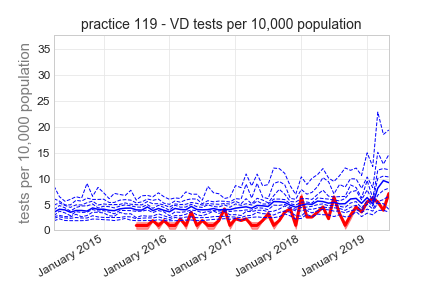 practice 119 - VD tests per 10,000 population
tests per 10,000 population
35
30
25
20
15
10
5
0
January 2015
January 2016
January 2017
January 2018
January 2019